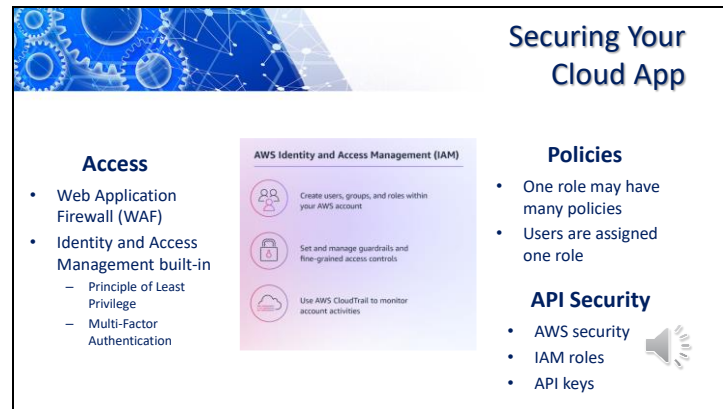 Securing Your
Cloud App
Access
• Web Application
Firewall (WAF)
• Identity and Access
Management built-in
– Principle of Least
Privilege
– Multi-Factor
Authentication
AWS Identity and Access Management (IAM)
Create users, groups, and roles within
your AWS account
Set and manage guardrails and
fine-grained access controls
Use AWS CloudTrail to monitor
account activities
Policies
• One role may have
many policies
• Users are assigned
one role
API Security
• AWS security
• IAM roles
• API keys